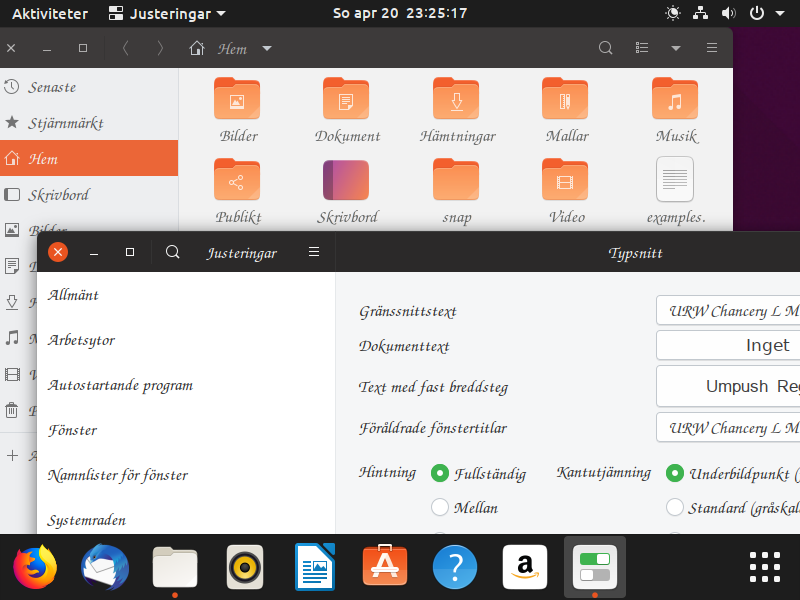 Aktiviteter Justeringar So apr 20 23:25:17
Hem
Senaste
Stjärnmärkt
Hem
Skrivbord
Bilder
Bilder Dokument Hämtningar Mallar Musik
Publikt Skrivbord snap Video examples.
Justeringar Typsnitt
Allmänt
Arbetsytor
Autostartande program
Fönster
Namnlister för fönster
Systemraden
Gränssnittstext URW Chancery L M
Dokumenttext Inget
Text med fast breddsteg Umpush Reg
Föråldrade fönstertitlar URW Chancery L M
Hintning Fullständig Kantutjämning Underbildpunkt (
Mellan Standard (gråskal